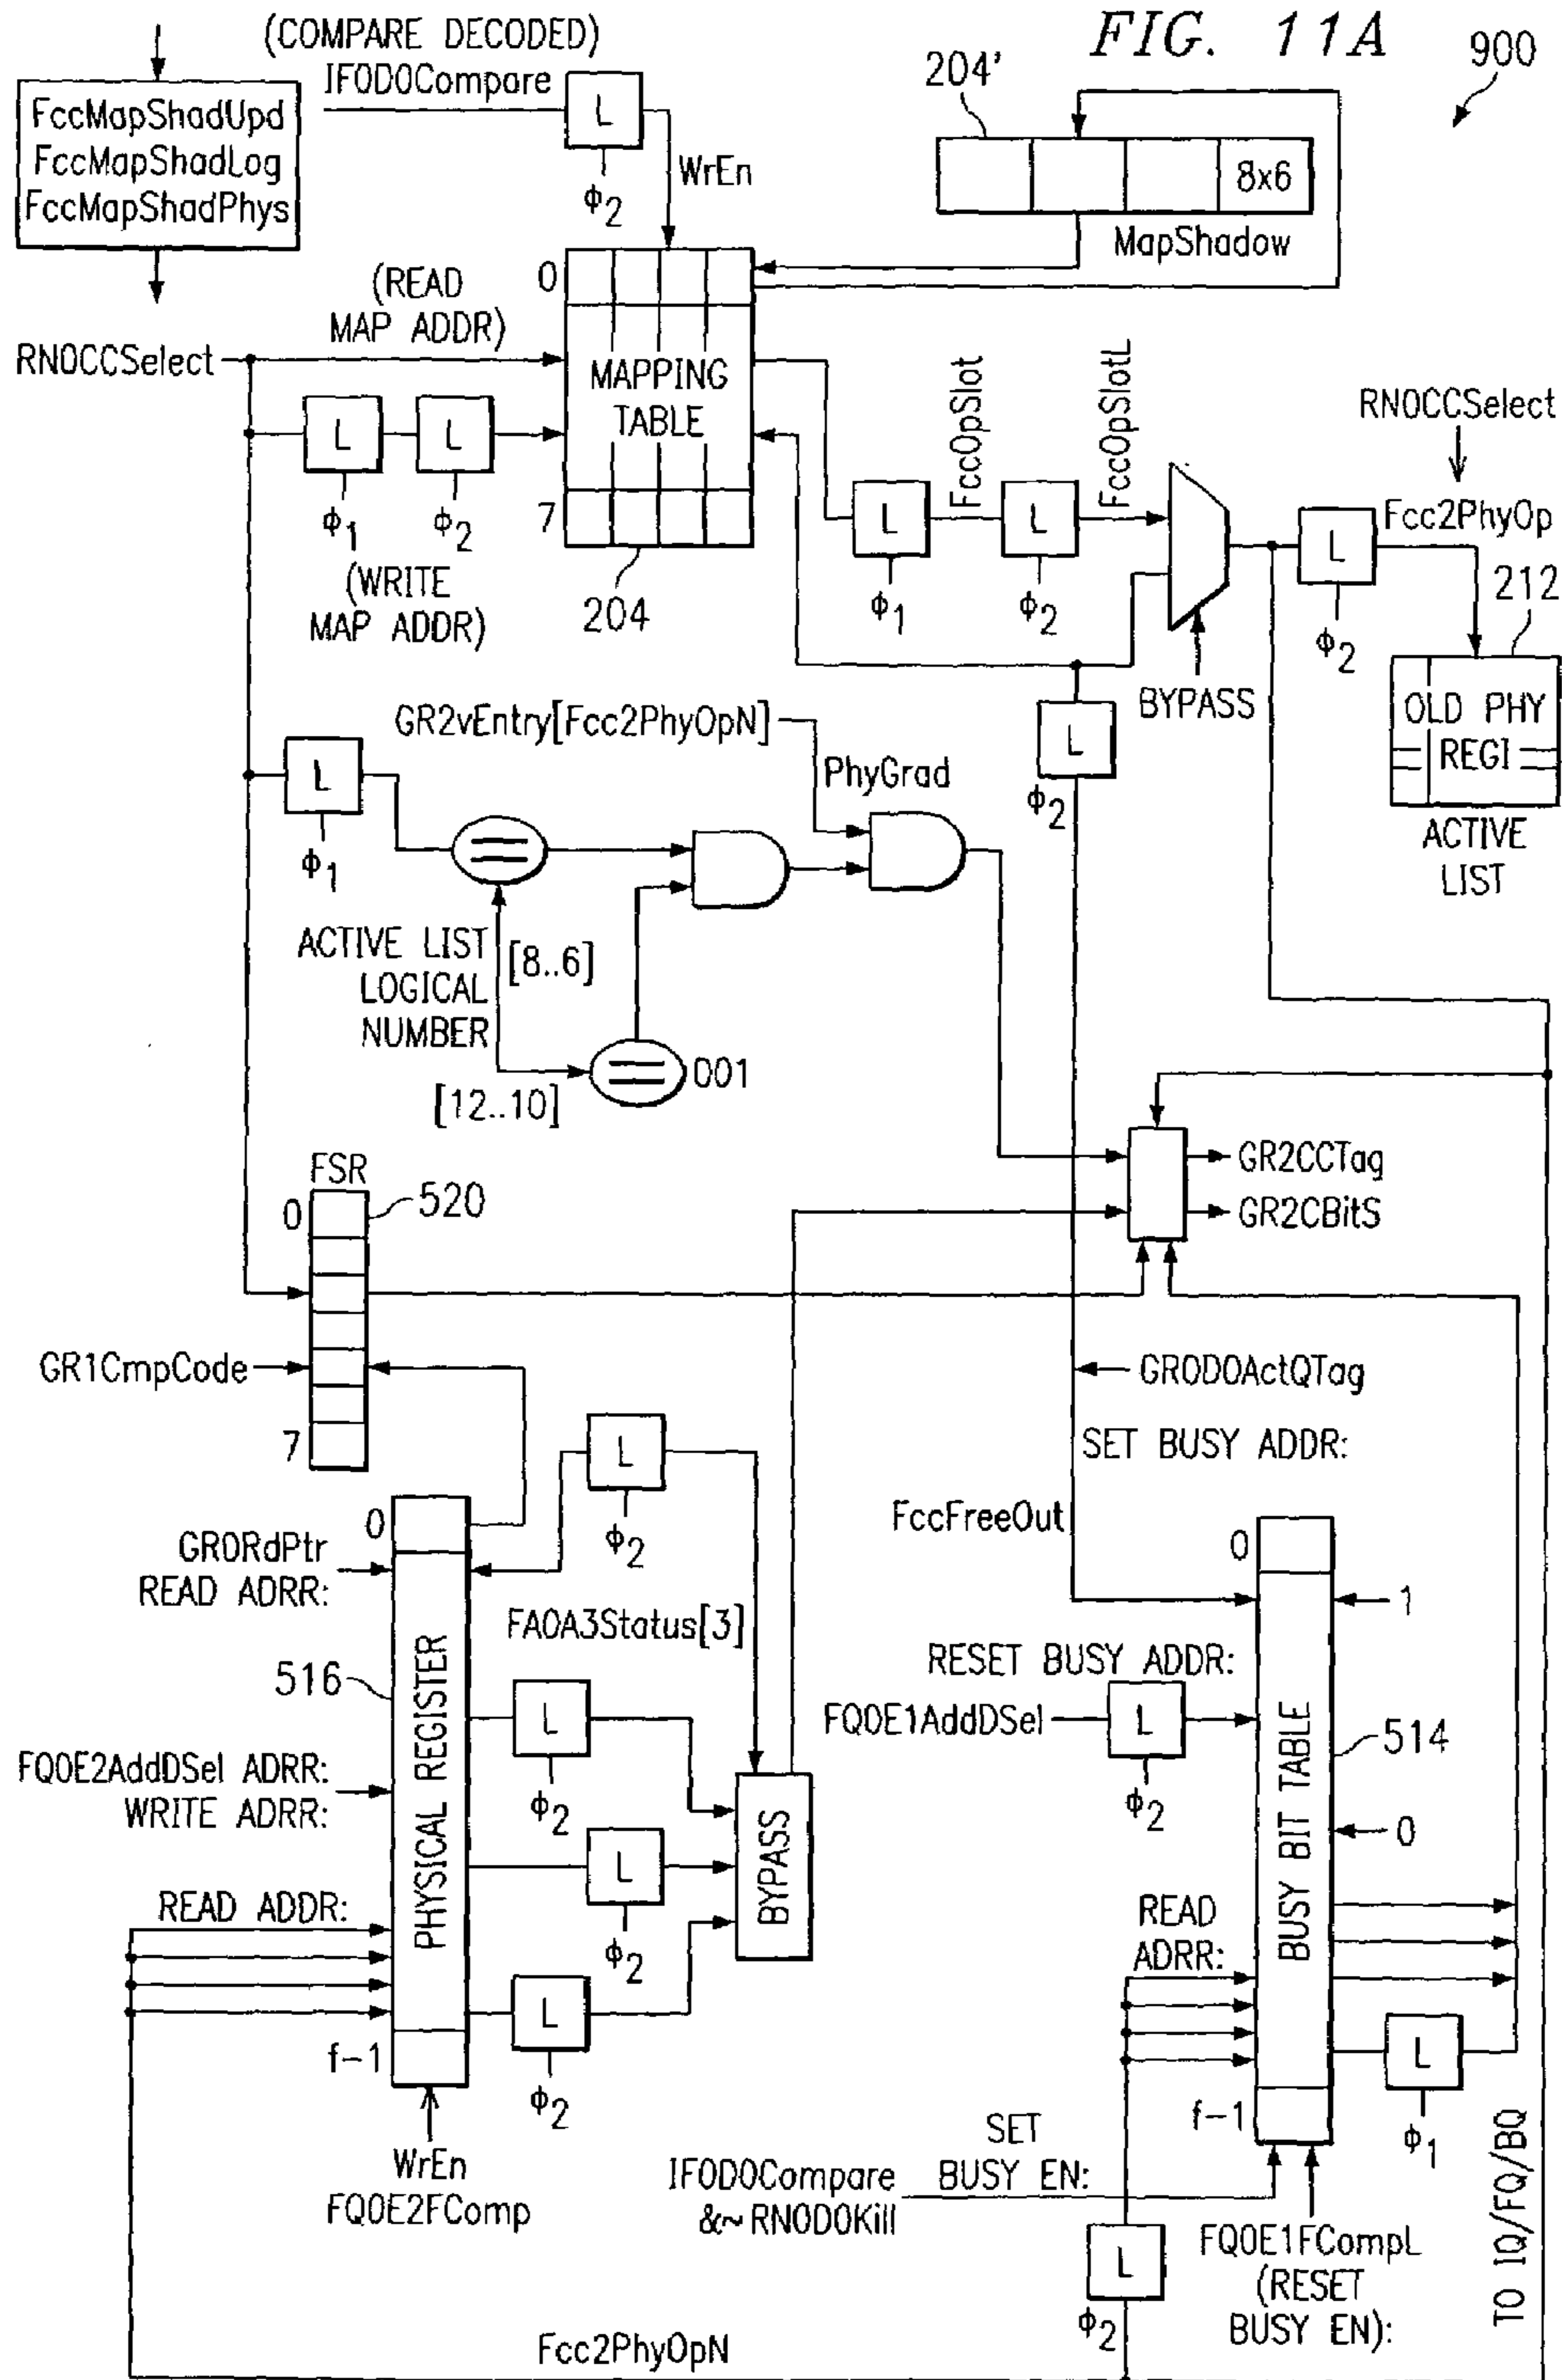 FIG. 11A
900
(COMPARE DECODED)
IF0D0Compare
204'
FccMapShadUpd
FccMapShadLog
FccMapShadPhys
L
ϕ2
WrEn
8x6
MapShadow
(READ
MAP ADDR)
0
RN0CCSelect
MAPPING
TABLE
7
L
ϕ1
L
ϕ2
(WRITE
MAP ADDR)
204
L
ϕ1
FccOpSlot
L
ϕ2
FccOpSlotL
BYPASS
RN0CCSelect
Fcc2PhyOp
L
ϕ2
212
OLD PHY
REGI
ACTIVE
LIST
GR2vEntry[Fcc2PhyOpN]
PhyGrad
L
ϕ2
L
ϕ1
ACTIVE LIST
LOGICAL
NUMBER
[8..6]
[12..10]
001
GR2CCTag
GR2CBitS
FSR
520
0
7
GR1CmpCode
GR0D0ActQTag
SET BUSY ADDR:
FccFreeOut
L
ϕ2
0
GR0RdPtr
READ ADRR:
FA0A3Status[3]
516
PHYSICAL REGISTER
L
ϕ2
FQ0E2AddDSel ADRR:
WRITE ADRR:
L
ϕ2
BYPASS
READ ADDR:
L
ϕ2
f-1
WrEn
FQ0E2FComp
0
1
RESET BUSY ADDR:
FQ0E1AddDSel
L
ϕ2
BUSY BIT TABLE
514
0
READ
ADRR:
L
ϕ1
f-1
SET
BUSY EN:
IF0D0Compare
&~ RN0D0Kill
L
ϕ2
FQ0E1FCompL
(RESET
BUSY EN):
TO IQ/FQ/BQ
Fcc2PhyOpN